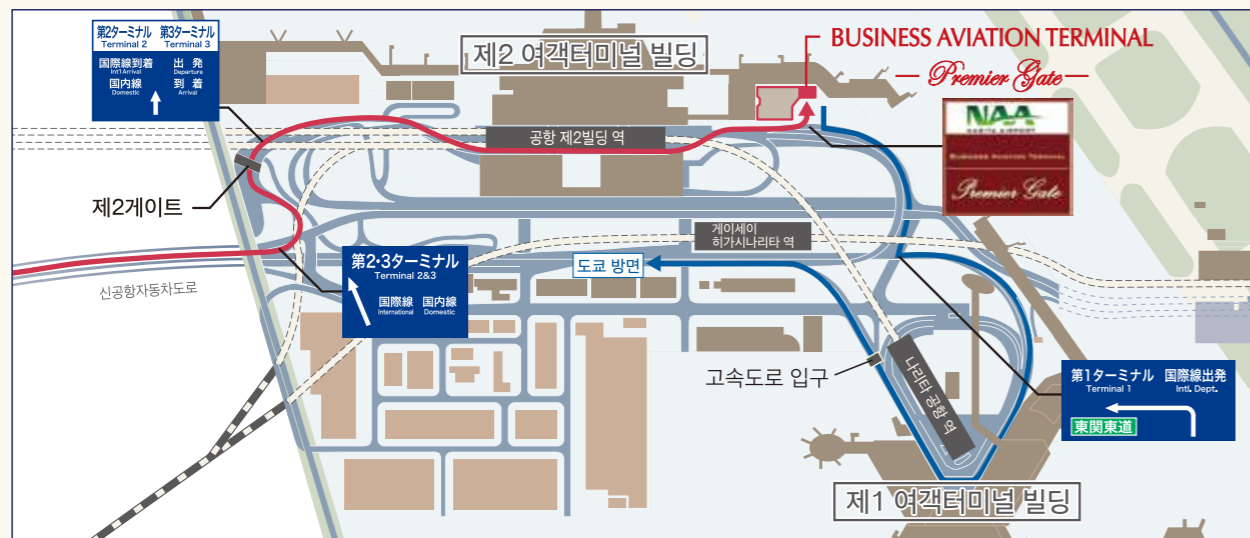 第2ターミナル 第3ターミナル
Terminal 2 Terminal 3
国際線到着 出 発
Int'l Arrival Departure
国内線 到 着
Domestic Arrival
제2 여객터미널 빌딩
BUSINESS AVIATION TERMINAL
Premier Gate
NAA
NARITA AIRPORT
BUSINESS AVIATION TERMINAL
Premier Gate
공항 제2빌딩 역
제2게이트
게이세이
히가시나리타 역
도쿄 방면
신공항자동차도로
第2・3ターミナル
Terminal 2&3
国際線 国内線
International Domestic
고속도로 입구
나리타 공항 역
第1ターミナル 国際線出発
Terminal 1 Intl. Dept.
東関東道
제1 여객터미널 빌딩